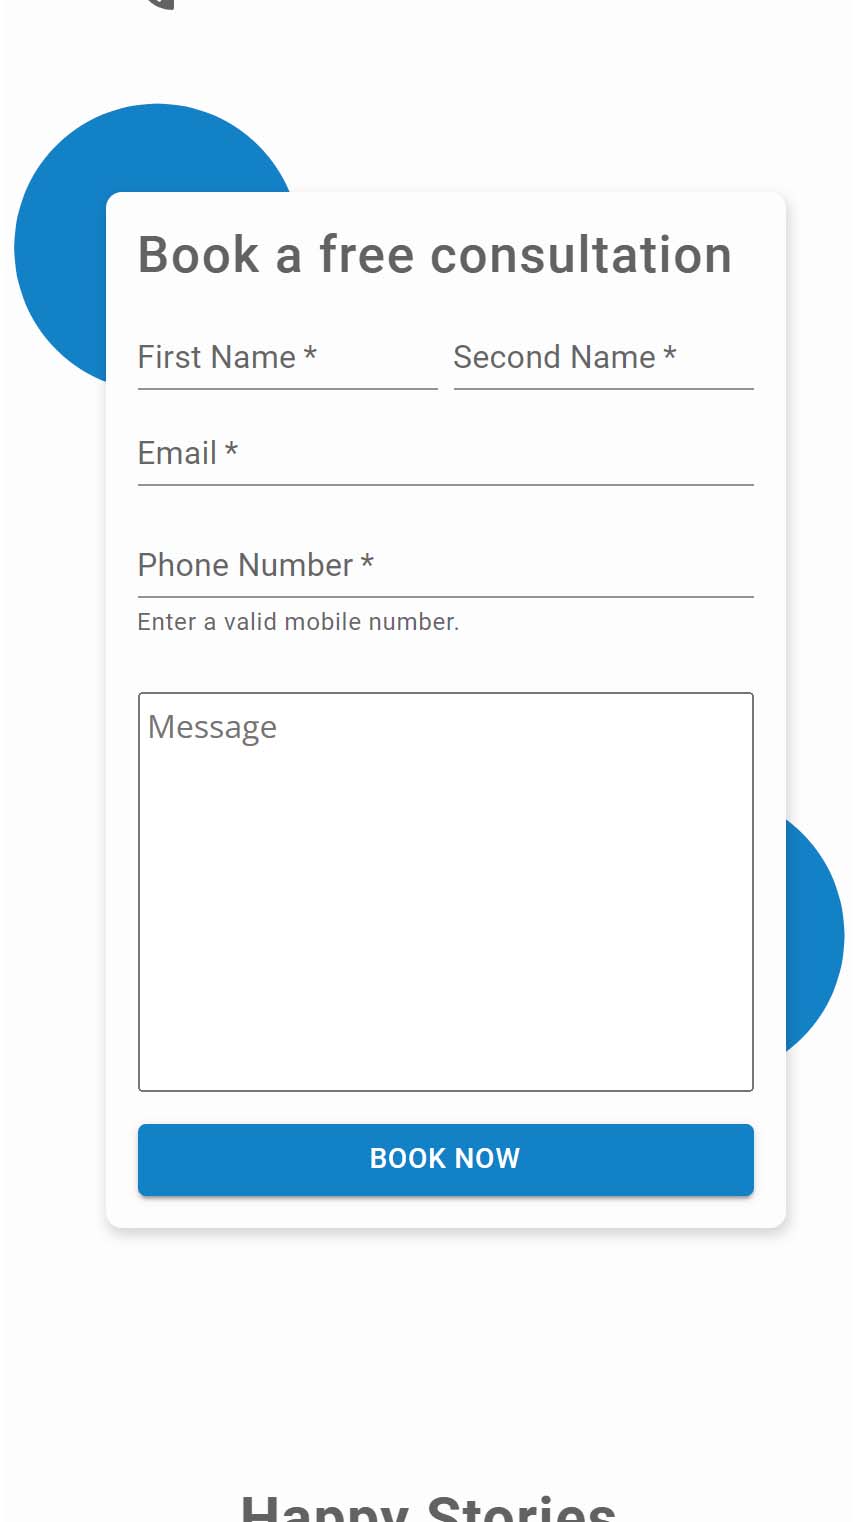 Book a free consultation
First Name *
Second Name *
Email *
Phone Number *
Enter a valid mobile number.
Message
BOOK NOW
Happy Stories